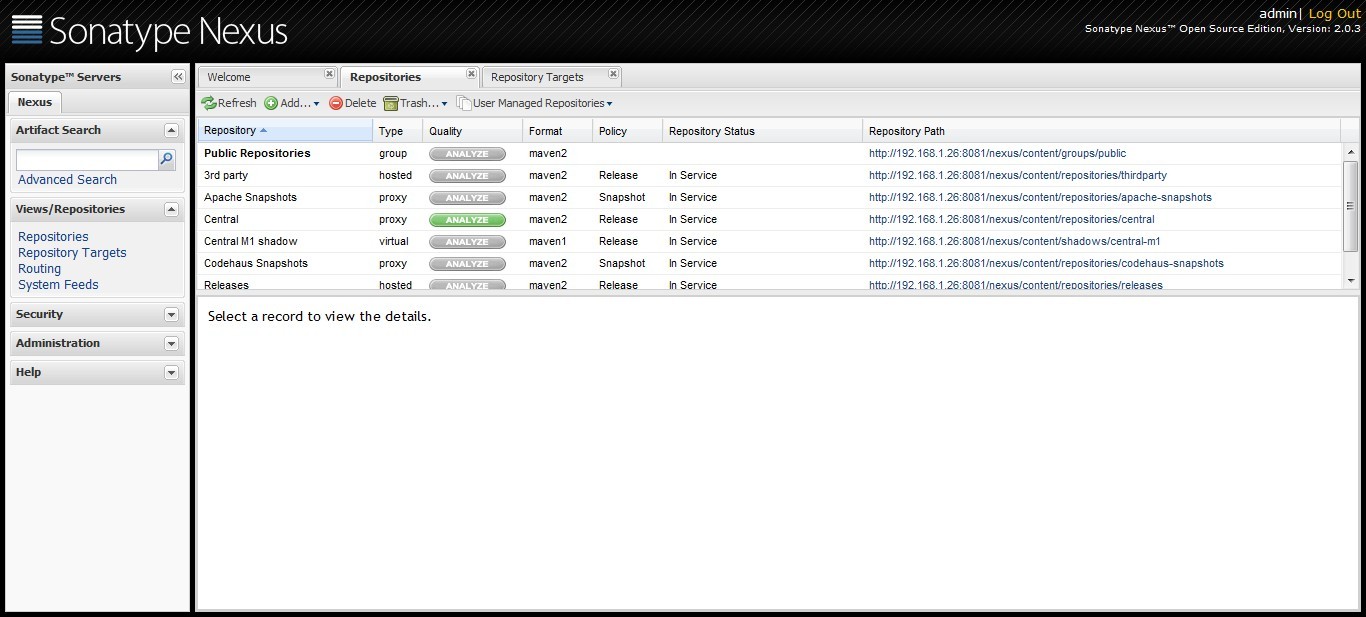 Sonatype Nexus
admin| Log Out
Sonatype Nexus™ Open Source Edition, Version: 2.0.3
Sonatype™ Servers
Nexus
Artifact Search
Advanced Search
Views/Repositories
Repositories
Repository Targets
Routing
System Feeds
Security
Administration
Help
Welcome Repositories Repository Targets
Refresh Add... Delete Trash... User Managed Repositories
Repository Type Quality Format Policy Repository Status Repository Path
Public Repositories group ANALYZE maven2 http://192.168.1.26:8081/nexus/content/groups/public
3rd party hosted ANALYZE maven2 Release In Service http://192.168.1.26:8081/nexus/content/repositories/thirdparty
Apache Snapshots proxy ANALYZE maven2 Snapshot In Service http://192.168.1.26:8081/nexus/content/repositories/apache-snapshots
Central proxy ANALYZE maven2 Release In Service http://192.168.1.26:8081/nexus/content/repositories/central
Central M1 shadow virtual ANALYZE maven1 Release In Service http://192.168.1.26:8081/nexus/content/shadows/central-m1
Codehaus Snapshots proxy ANALYZE maven2 Snapshot In Service http://192.168.1.26:8081/nexus/content/repositories/codehaus-snapshots
Releases hosted ANALYZE maven2 Release In Service http://192.168.1.26:8081/nexus/content/repositories/releases
Select a record to view the details.